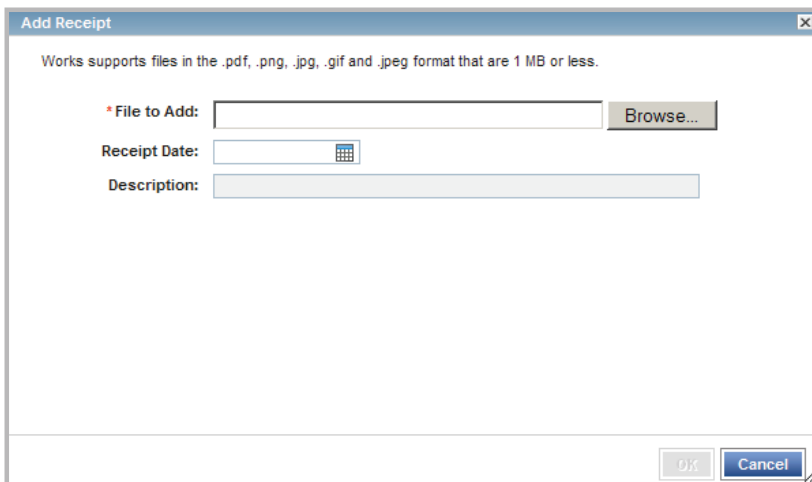 Add Receipt
Works supports files in the .pdf, .png, .jpg, .gif and .jpeg format that are 1 MB or less.
*File to Add: Browse...
Receipt Date:
Description:
OK Cancel